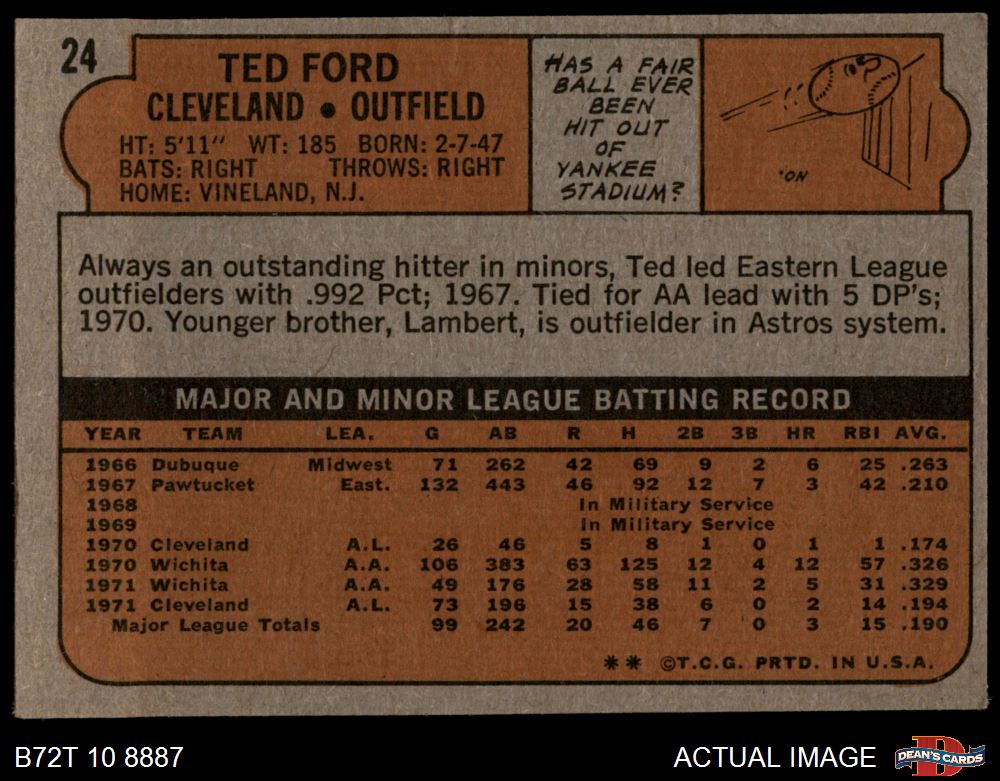 24
TED FORD
CLEVELAND • OUTFIELD
HT: 5'11" WT: 185 BORN: 2-7-47
BATS: RIGHT THROWS: RIGHT
HOME: VINELAND, N.J.
HAS A FAIR
BALL EVER
BEEN
HIT OUT
OF
YANKEE
STADIUM?
'ON
Always an outstanding hitter in minors, Ted led Eastern League
outfielders with .992 Pct; 1967. Tied for AA lead with 5 DP's;
1970. Younger brother, Lambert, is outfielder in Astros system.
MAJOR AND MINOR LEAGUE BATTING RECORD
YEAR TEAM LEA. G AB R H 2B 3B HR RBI AVG.
1966 Dubuque Midwest 71 262 42 69 9 2 6 25 .263
1967 Pawtucket East. 132 443 46 92 12 7 3 42 .210
1968 In Military Service
1969 In Military Service
1970 Cleveland A.L. 26 46 5 8 1 0 1 1 .174
1970 Wichita A.A. 106 383 63 125 12 4 12 57 .326
1971 Wichita A.A. 49 176 28 58 11 2 5 31 .329
1971 Cleveland A.L. 73 196 15 38 6 0 2 14 .194
Major League Totals 99 242 20 46 7 0 3 15 .190
** ©T.C.G. PRTD. IN U.S.A.
B72T 10 8887
ACTUAL IMAGE
D
DEAN'S CARDS